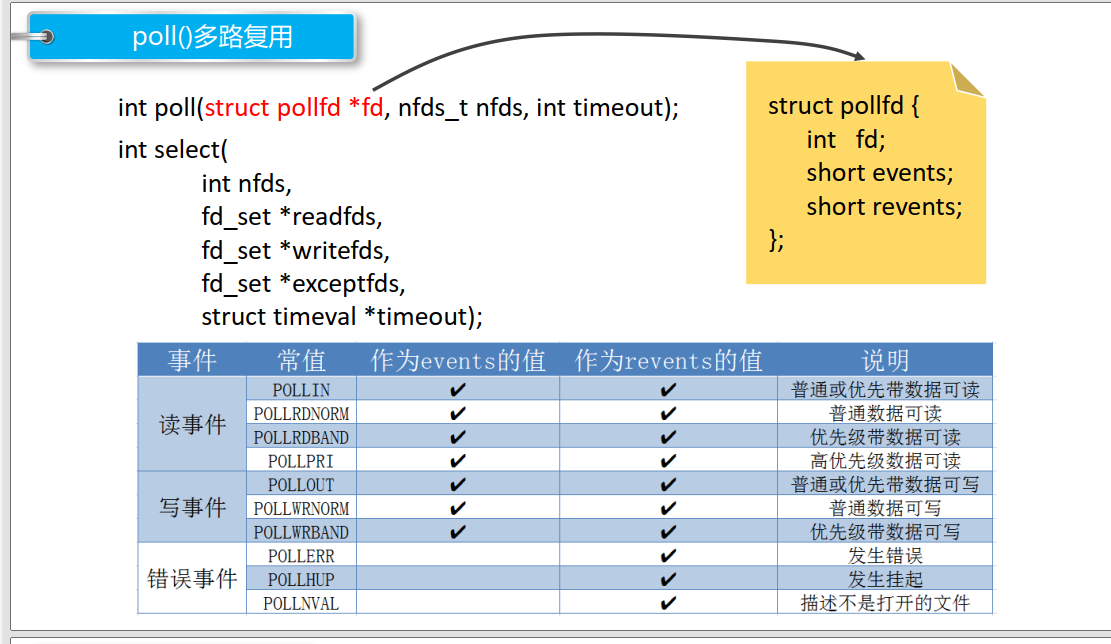 poll()多路复用
int poll(struct pollfd *fd, nfds_t nfds, int timeout);
int select(
int nfds,
fd_set *readfds,
fd_set *writefds,
fd_set *exceptfds,
struct timeval *timeout);
struct pollfd {
int fd;
short events;
short revents;
};
事件 常值 作为events的值 作为revents的值 说明
读事件
POLLIN ✔ ✔ 普通或优先带数据可读
POLLRDNORM ✔ ✔ 普通数据可读
POLLRDBAND ✔ ✔ 优先级带数据可读
POLLPRI ✔ ✔ 高优先级数据可读
写事件
POLLOUT ✔ ✔ 普通或优先带数据可写
POLLWRNORM ✔ ✔ 普通数据可写
POLLWRBAND ✔ ✔ 优先级带数据可写
错误事件
POLLERR ✔ 发生错误
POLLHUP ✔ 发生挂起
POLLNVAL ✔ 描述不是打开的文件